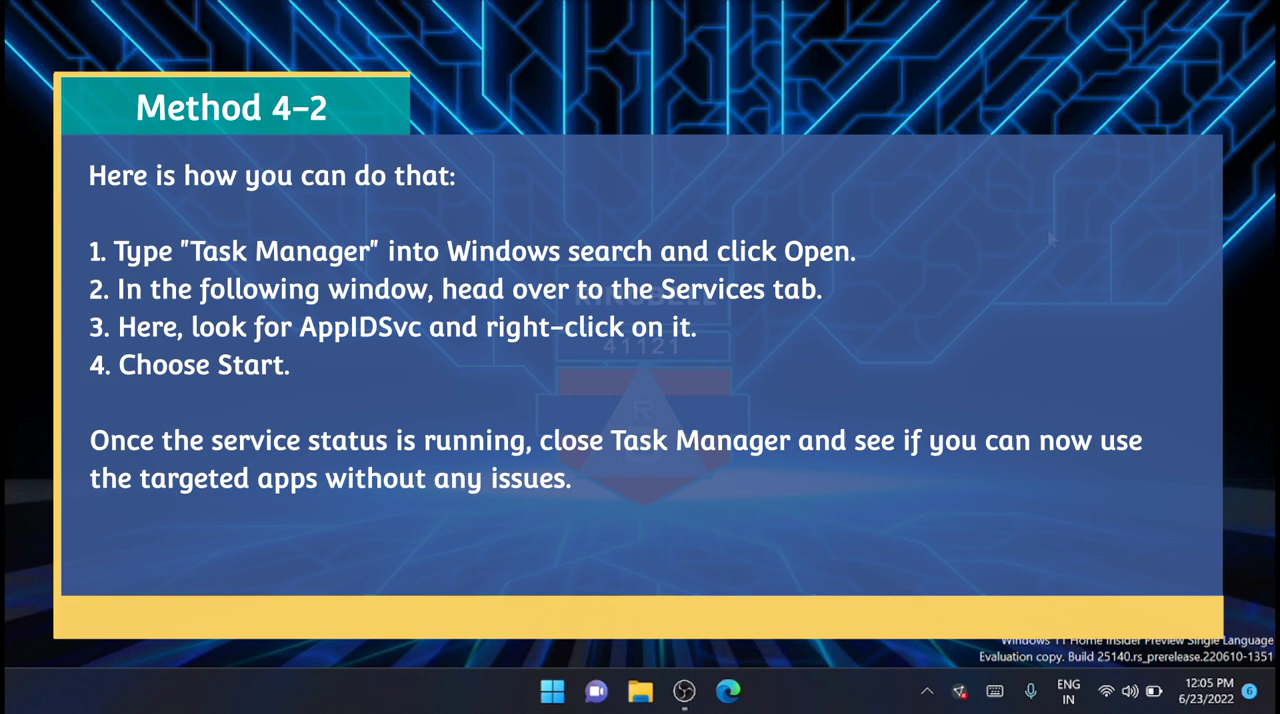 Method 4-2
Here is how you can do that:
1. Type "Task Manager" into Windows search and click Open.
2. In the following window, head over to the Services tab.
3. Here, look for AppIDSvc and right-click on it.
4. Choose Start.
41121
R
Once the service status is running, close Task Manager and see if you can now use
the targeted apps without any issues.
Windows 11 Home Insider Preview Single Language
Evaluation copy. Build 25140.rs_prerelease.220610-1351
ENG
IN
12:05 PM
6/23/2022
6